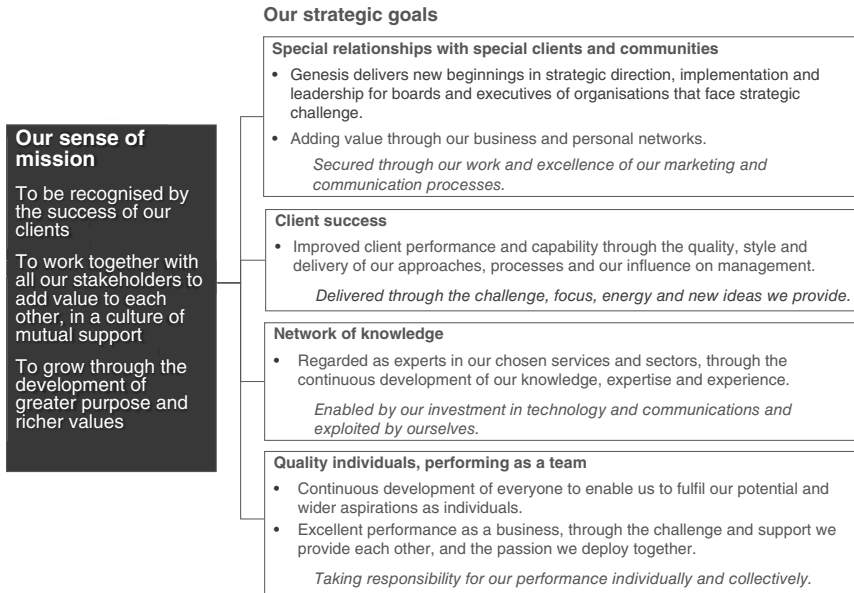 Our strategic goals
Our sense of
mission
To be recognised by
the success of our
clients
To work together with
all our stakeholders to
add value to each
other, in a culture of
mutual support
To grow through the
development of
greater purpose and
richer values
Special relationships with special clients and communities
• Genesis delivers new beginnings in strategic direction, implementation and
leadership for boards and executives of organisations that face strategic
challenge.
• Adding value through our business and personal networks.
Secured through our work and excellence of our marketing and
communication processes.
Client success
• Improved client performance and capability through the quality, style and
delivery of our approaches, processes and our influence on management.
Delivered through the challenge, focus, energy and new ideas we provide.
Network of knowledge
• Regarded as experts in our chosen services and sectors, through the
continuous development of our knowledge, expertise and experience.
Enabled by our investment in technology and communications and
exploited by ourselves.
Quality individuals, performing as a team
• Continuous development of everyone to enable us to fulfil our potential and
wider aspirations as individuals.
• Excellent performance as a business, through the challenge and support we
provide each other, and the passion we deploy together.
Taking responsibility for our performance individually and collectively.